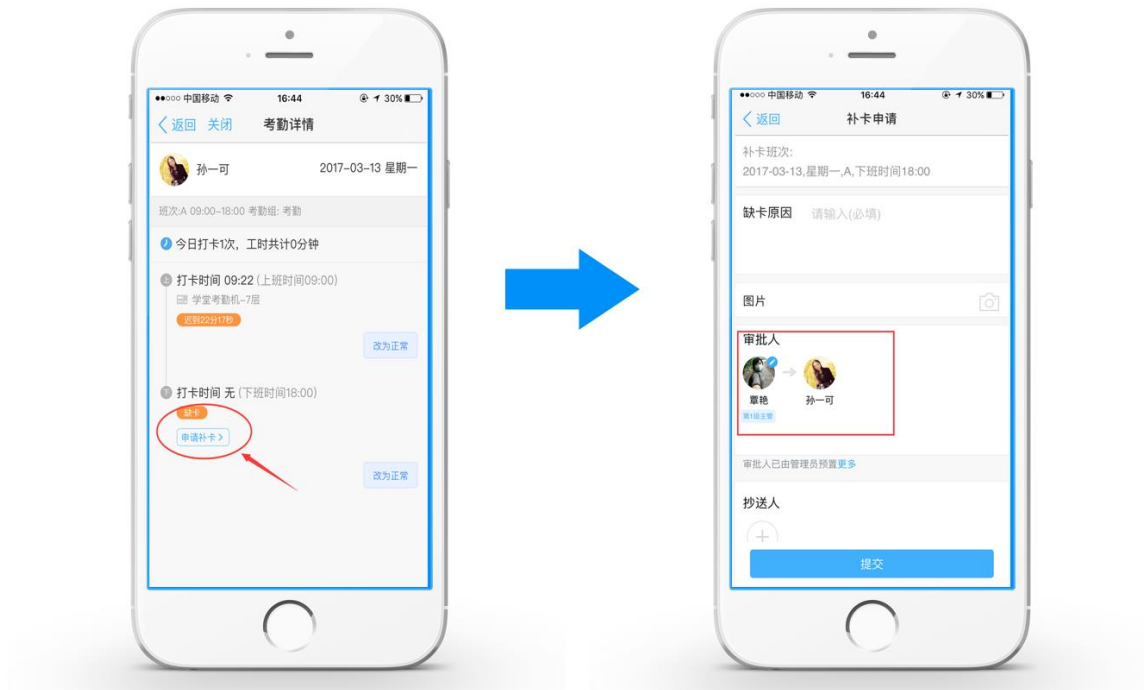 中国移动 16:44 30%
返回 关闭 考勤详情
孙一可 2017-03-13 星期一
班次:A 09:00-18:00 考勤组: 考勤
今日打卡1次，工时共计0分钟
上 打卡时间 09:22 (上班时间09:00)
学堂考勤机-7层
迟到22分17秒
改为正常
下 打卡时间 无 (下班时间18:00)
缺卡
申请补卡 >
改为正常
中国移动 16:44 30%
返回 补卡申请
补卡班次:
2017-03-13,星期一,A,下班时间18:00
缺卡原因 请输入(必填)
图片
审批人
覃艳 孙一可
第1级主管
审批人已由管理员预置更多
抄送人
提交